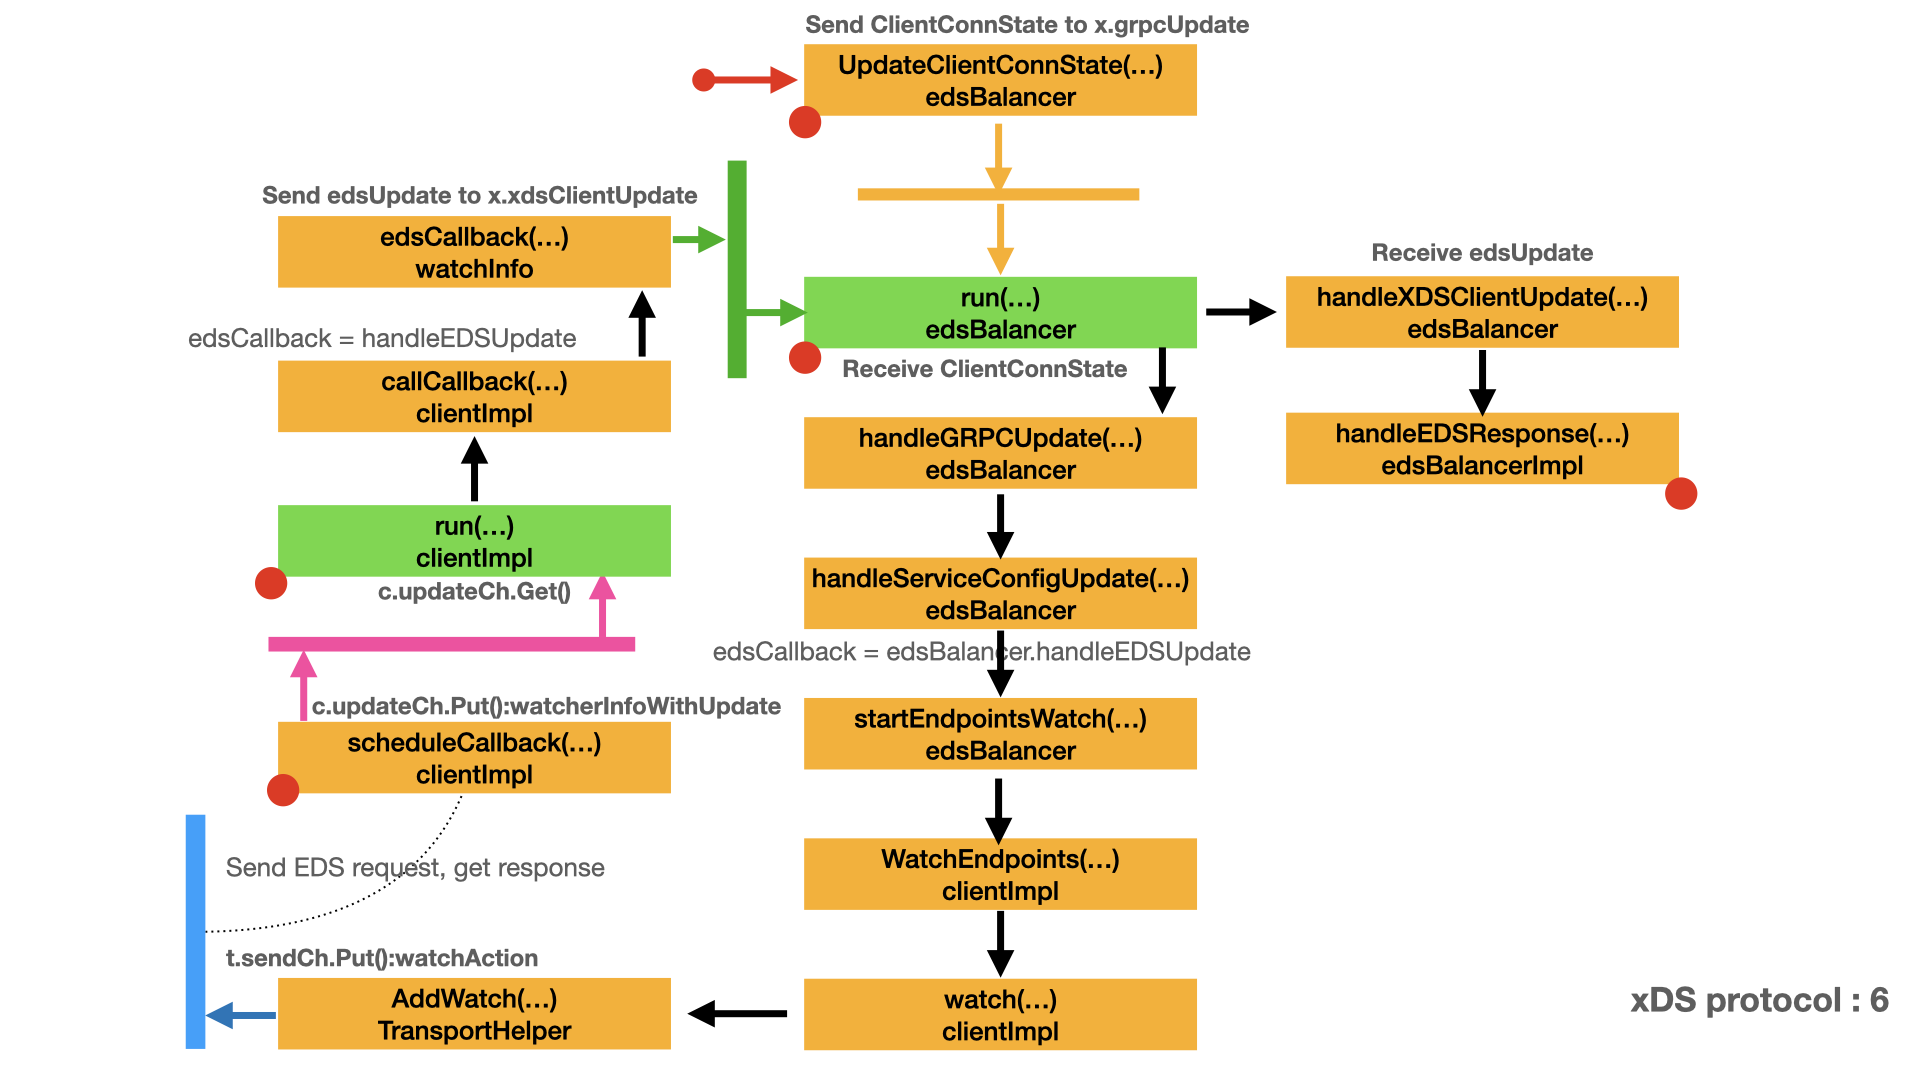 Send ClientConnState to x.grpcUpdate
UpdateClientConnState(…)
edsBalancer
Send edsUpdate to x.xdsClientUpdate
edsCallback(…)
watchInfo
edsCallback = handleEDSUpdate
callCallback(…)
clientImpl
run(…)
clientImpl
c.updateCh.Get()
c.updateCh.Put():watcherInfoWithUpdate
scheduleCallback(…)
clientImpl
Send EDS request, get response
t.sendCh.Put():watchAction
AddWatch(…)
TransportHelper
run(…)
edsBalancer
Receive ClientConnState
handleGRPCUpdate(…)
edsBalancer
handleServiceConfigUpdate(…)
edsBalancer
edsCallback = edsBalancer.handleEDSUpdate
startEndpointsWatch(…)
edsBalancer
WatchEndpoints(…)
clientImpl
watch(…)
clientImpl
Receive edsUpdate
handleXDSClientUpdate(…)
edsBalancer
handleEDSResponse(…)
edsBalancerImpl
xDS protocol : 6